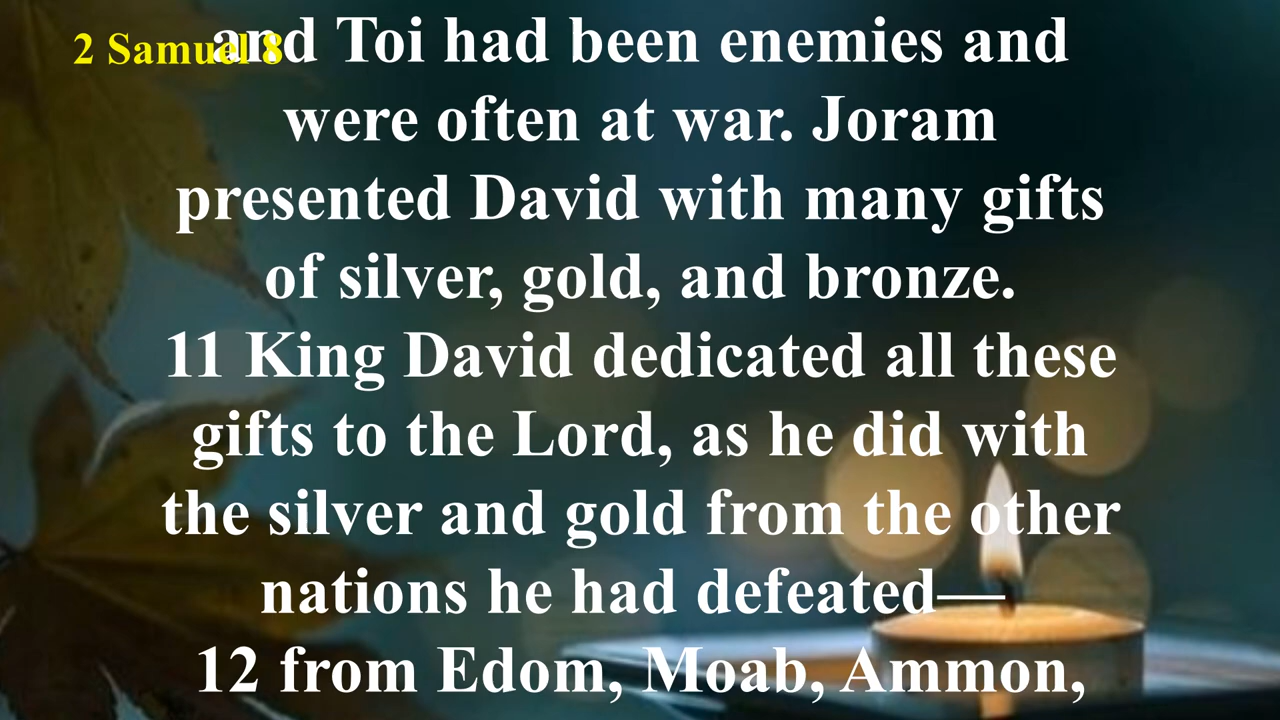 2 Samuel 8
and Toi had been enemies and
were often at war. Joram
presented David with many gifts
of silver, gold, and bronze.
11 King David dedicated all these
gifts to the Lord, as he did with
the silver and gold from the other
nations he had defeated—
12 from Edom, Moab, Ammon,